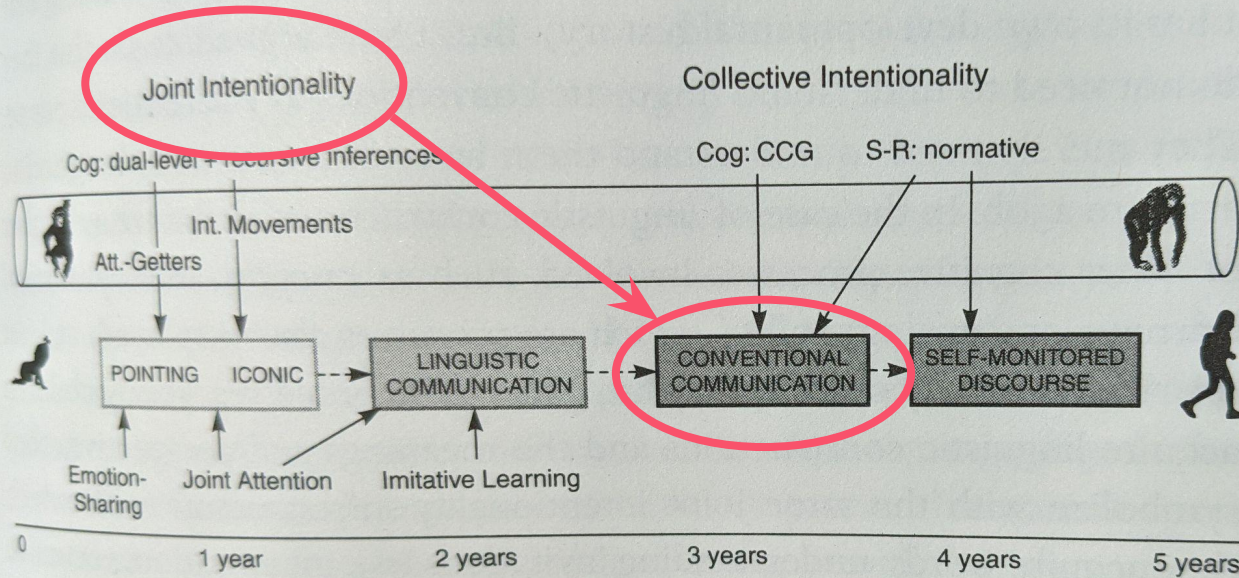 Joint Intentionality
Collective Intentionality
Cog: dual-level + recursive inferences
Cog: CCG
S-R: normative
Int. Movements
Att.-Getters
POINTING
ICONIC
LINGUISTIC
COMMUNICATION
CONVENTIONAL
COMMUNICATION
SELF-MONITORED
DISCOURSE
Emotion-
Sharing
Joint Attention
Imitative Learning
0
1 year
2 years
3 years
4 years
5 years